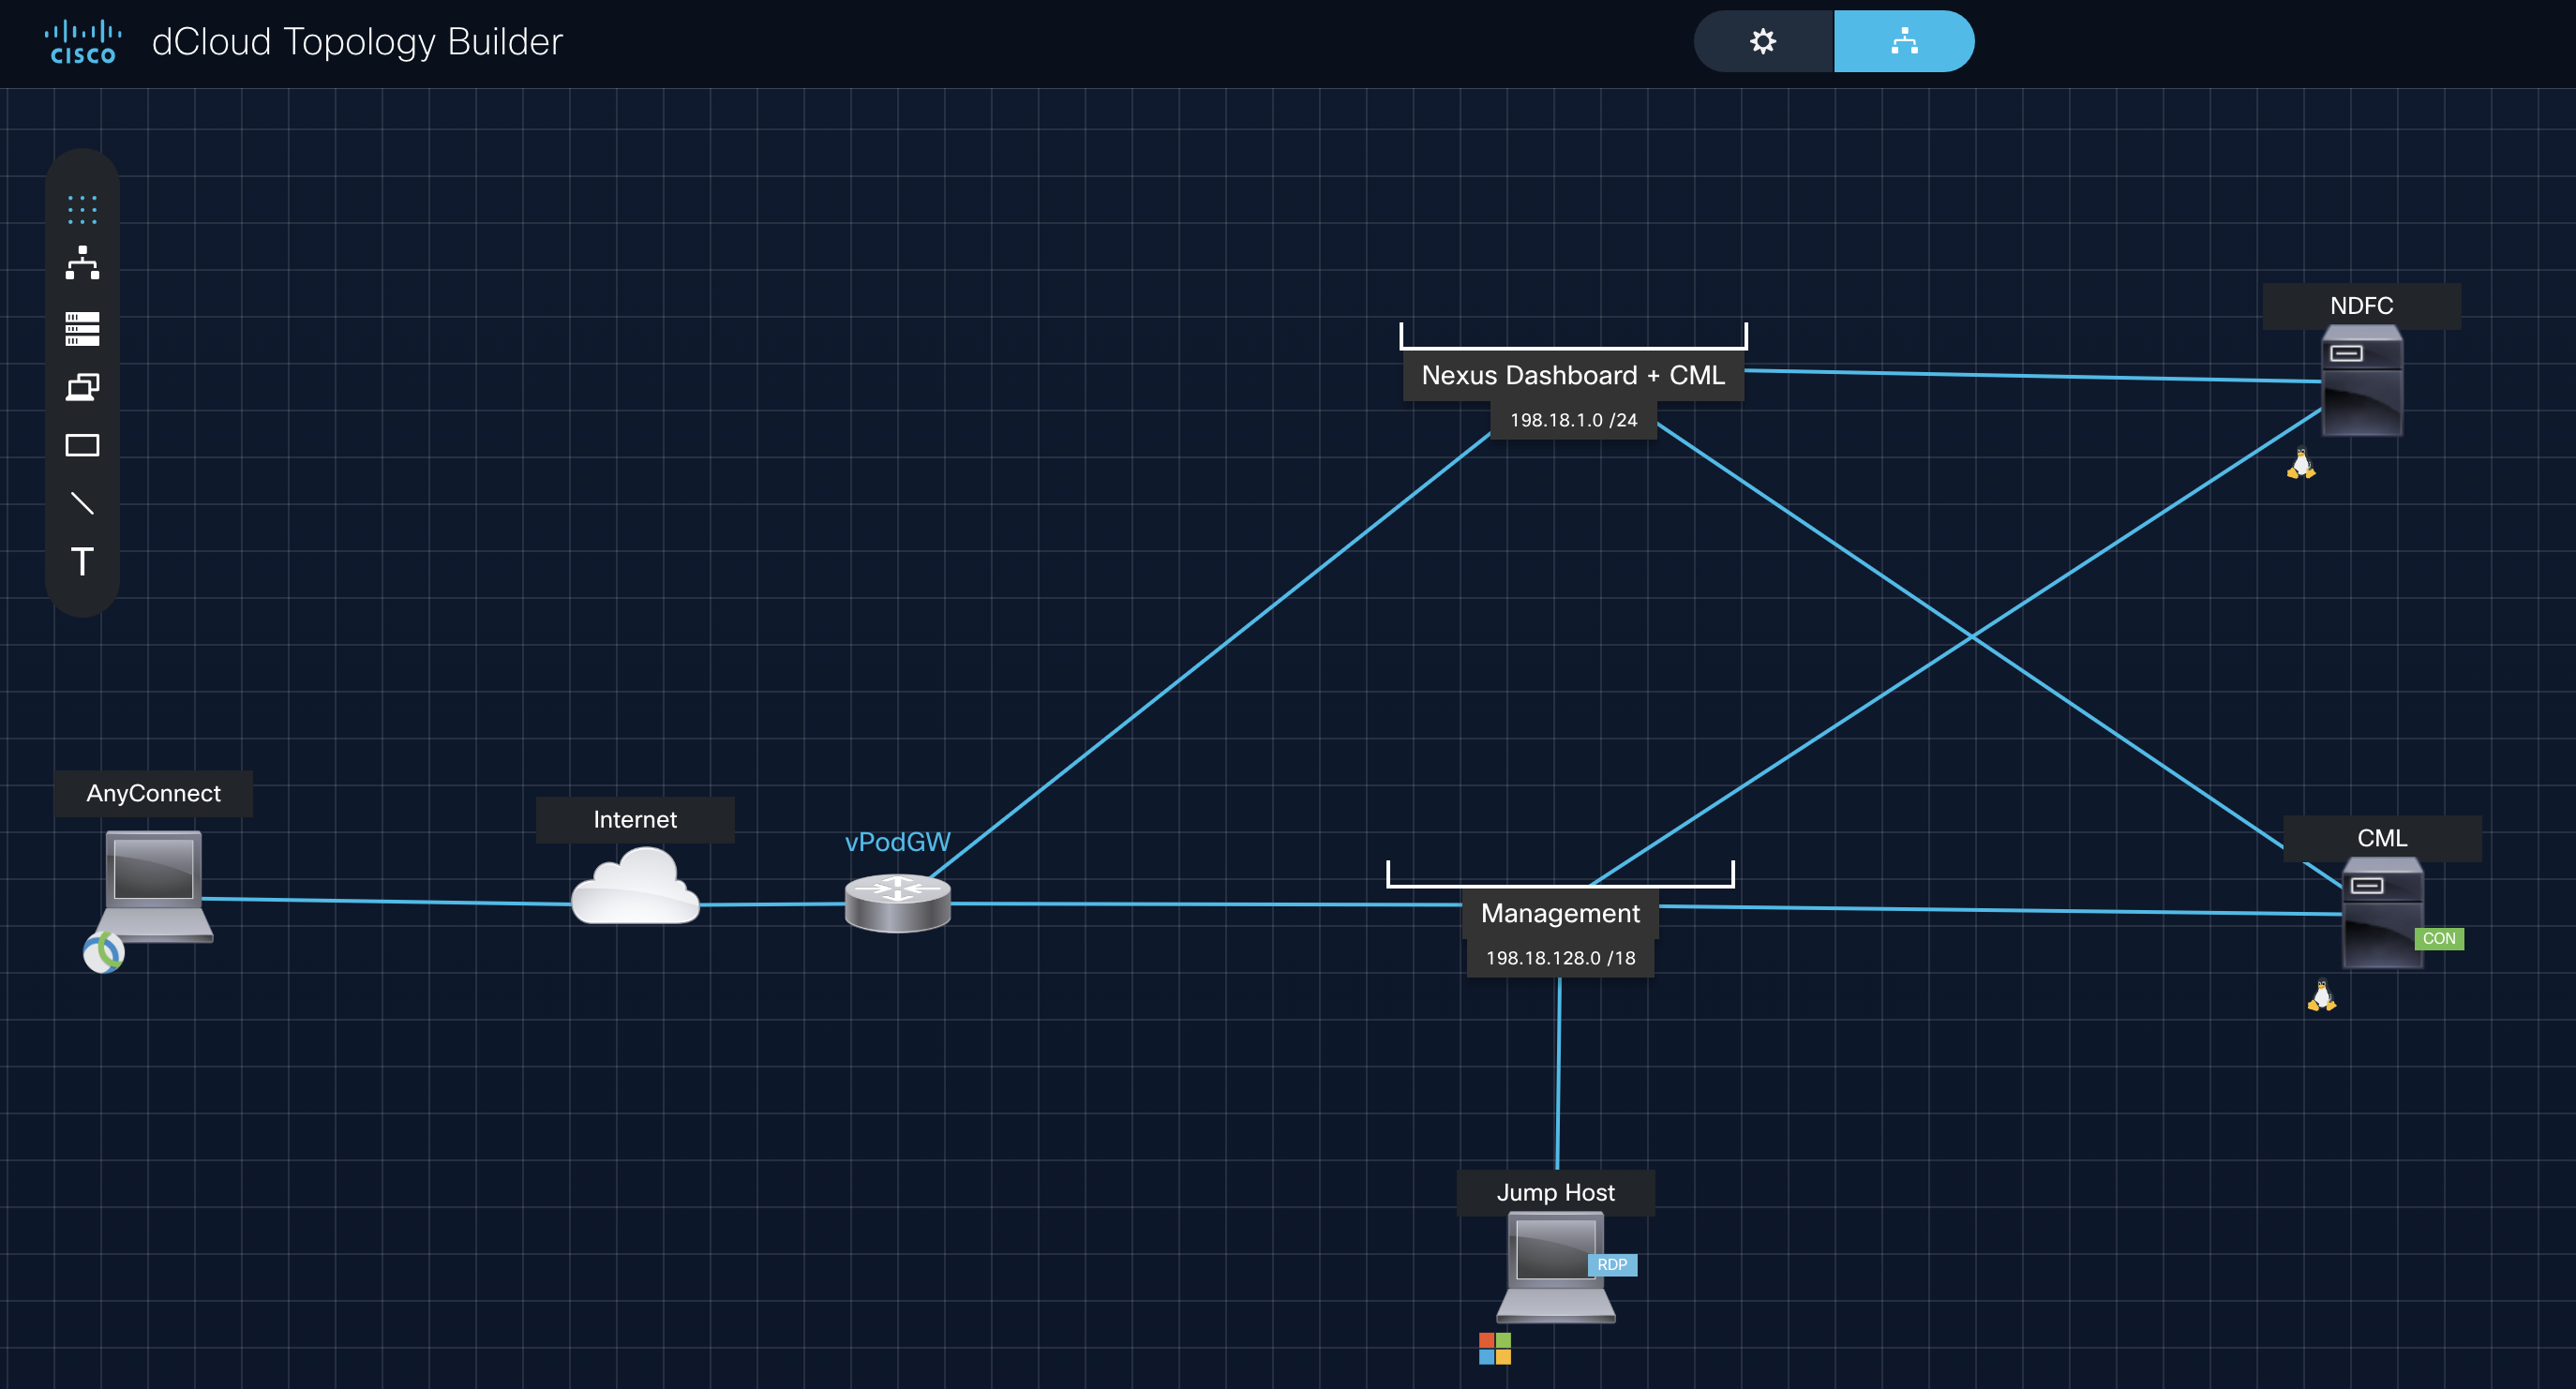 CISCO
dCloud Topology Builder
NDFC
Nexus Dashboard + CML
198.18.1.0 /24
AnyConnect
Internet
vPodGW
CML
CON
Management
198.18.128.0 /18
Jump Host
RDP
T